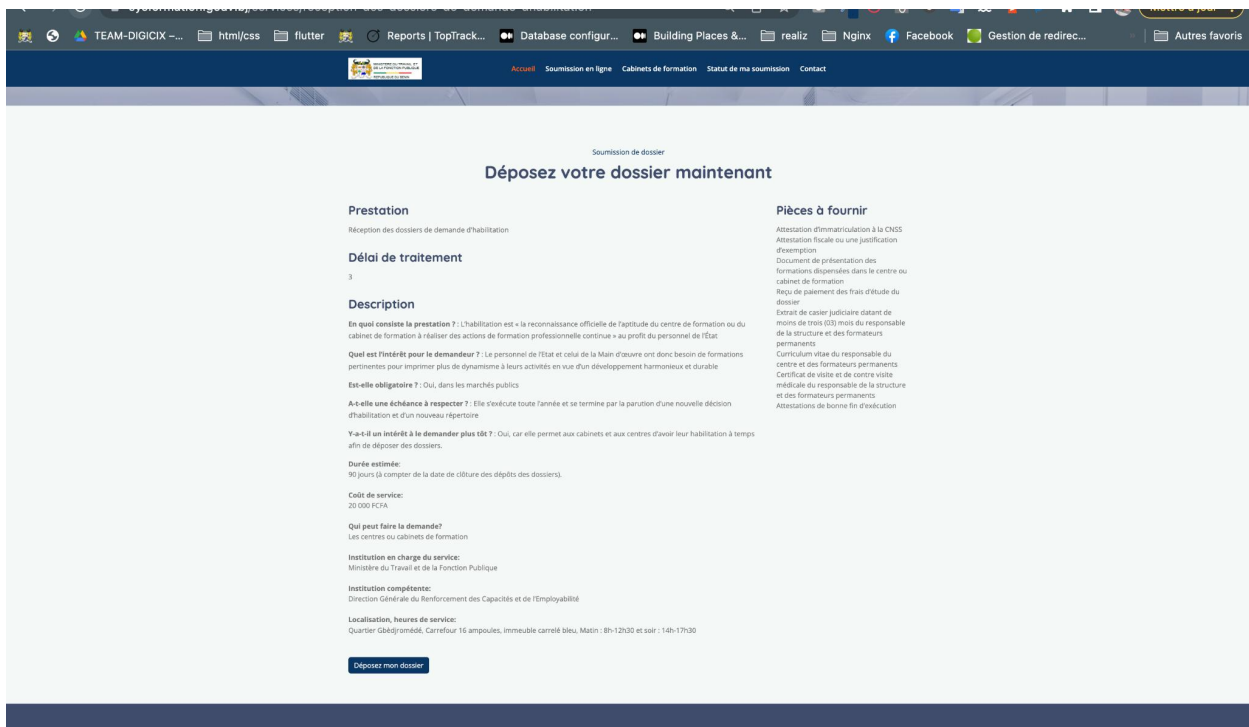 TEAM-DIGICIX –...
html/css
flutter
Reports | TopTrack...
Database configur...
Building Places &...
realiz
Nginx
Facebook
Gestion de redirec...
Autres favoris
MINISTÈRE DU TRAVAIL ET
DE LA FONCTION PUBLIQUE
RÉPUBLIQUE DU BÉNIN
Accueil
Soumission en ligne
Cabinets de formation
Statut de ma soumission
Contact
Soumission de dossier
Déposez votre dossier maintenant
Prestation
Réception des dossiers de demande d'habilitation
Délai de traitement
3
Description
En quoi consiste la prestation ? : L'habilitation est « la reconnaissance officielle de l'aptitude du centre de formation ou du
cabinet de formation à réaliser des actions de formation professionnelle continue » au profit du personnel de l'État
Quel est l'intérêt pour le demandeur ? : Le personnel de l'Etat et celui de la Main d'œuvre ont donc besoin de formations
pertinentes pour imprimer plus de dynamisme à leurs activités en vue d'un développement harmonieux et durable
Est-elle obligatoire ? : Oui, dans les marchés publics
A-t-elle une échéance à respecter ? : Elle s'exécute toute l'année et se termine par la parution d'une nouvelle décision
d'habilitation et d'un nouveau répertoire
Y-a-t-il un intérêt à le demander plus tôt ? : Oui, car elle permet aux cabinets et aux centres d'avoir leur habilitation à temps
afin de déposer des dossiers.
Durée estimée:
90 jours (à compter de la date de clôture des dépôts des dossiers).
Coût de service:
20 000 FCFA
Qui peut faire la demande?
Les centres ou cabinets de formation
Institution en charge du service:
Ministère du Travail et de la Fonction Publique
Institution compétente:
Direction Générale du Renforcement des Capacités et de l'Employabilité
Localisation, heures de service:
Quartier Gbèdjromédé, Carrefour 16 ampoules, immeuble carrelé bleu, Matin : 8h-12h30 et soir : 14h-17h30
Déposez mon dossier
Pièces à fournir
Attestation d'immatriculation à la CNSS
Attestation fiscale ou une justification
d'exemption
Document de présentation des
formations dispensées dans le centre ou
cabinet de formation
Reçu de paiement des frais d'étude du
dossier
Extrait de casier judiciaire datant de
moins de trois (03) mois du responsable
de la structure et des formateurs
permanents
Curriculum vitae du responsable du
centre et des formateurs permanents
Certificat de visite et de contre visite
médicale du responsable de la structure
et des formateurs permanents
Attestations de bonne fin d'exécution